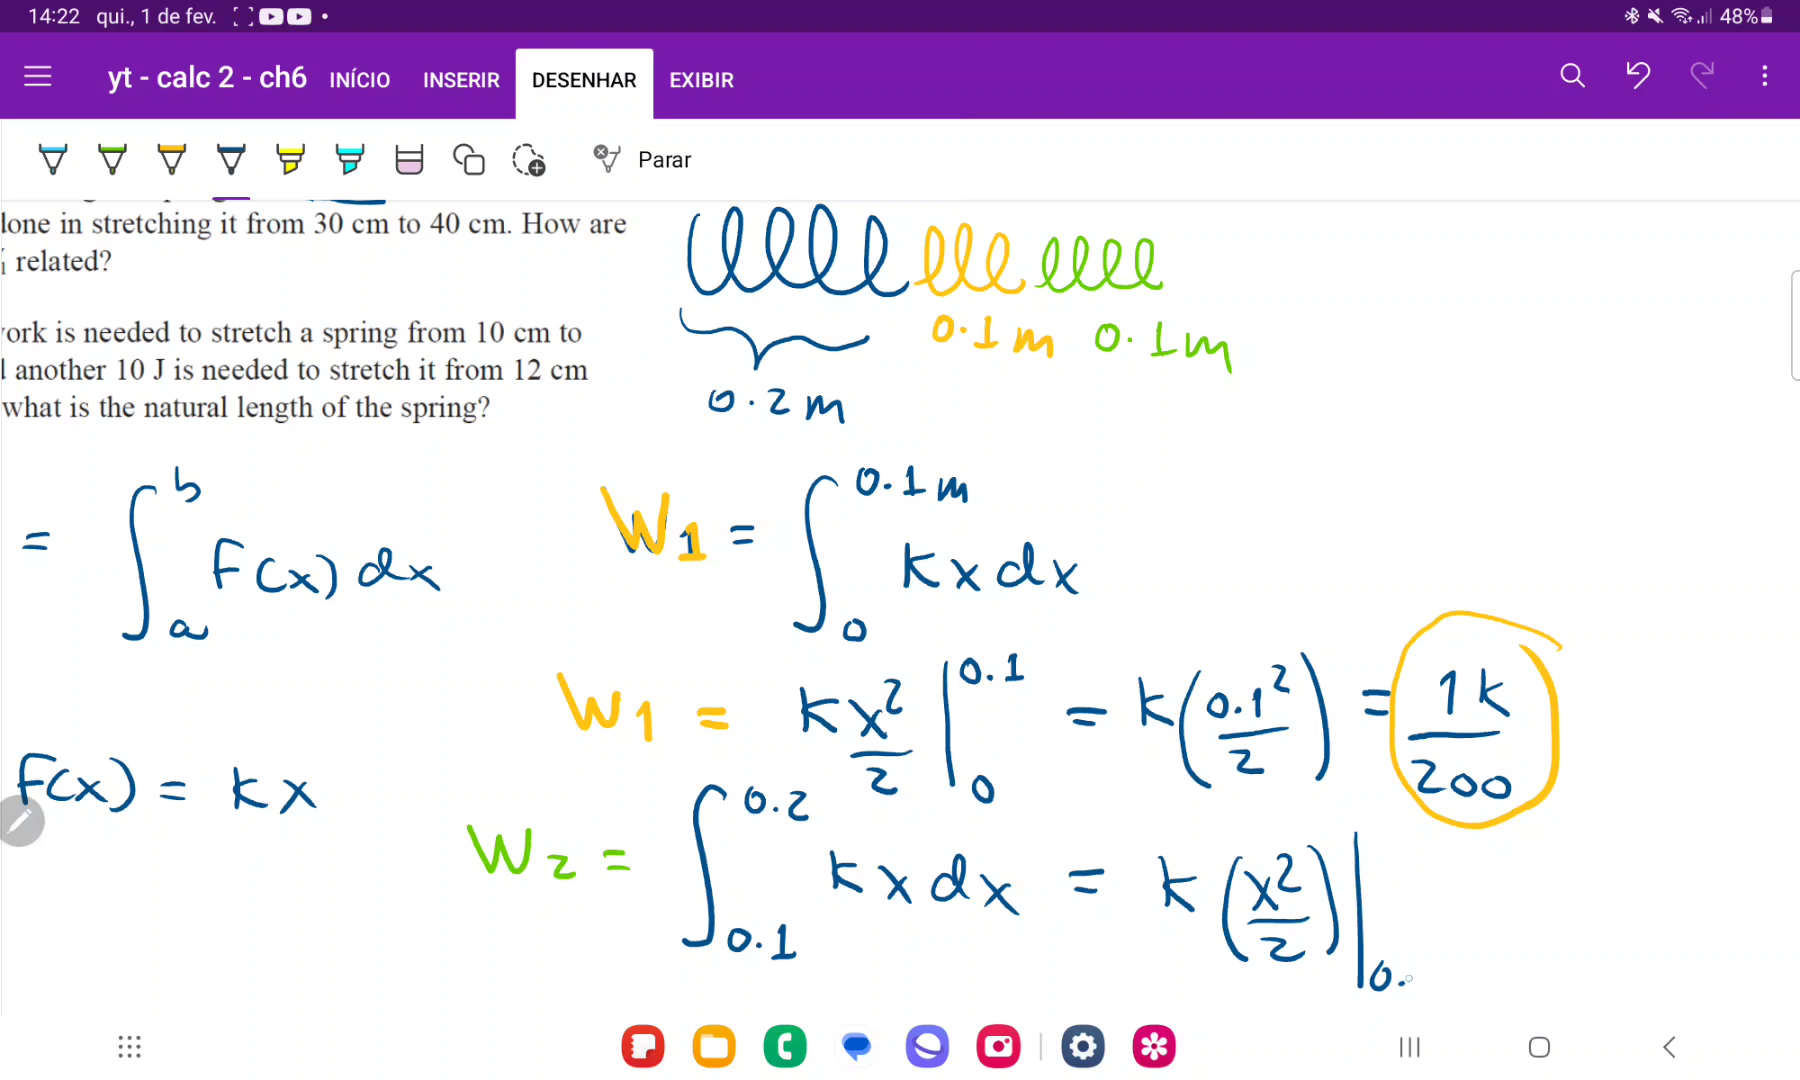 14:22 qui., 1 de fev. 48%
yt - calc 2 - ch6 INÍCIO INSERIR DESENHAR EXIBIR
Parar
lone in stretching it from 30 cm to 40 cm. How are
related?
ork is needed to stretch a spring from 10 cm to
another 10 J is needed to stretch it from 12 cm
what is the natural length of the spring?
0.1m 0.1m
0.2m
= ∫_a^b F(x) dx
W1 = ∫_0^{0.1m} kx dx
W1 = k x²/2 |_0^{0.1} = k(0.1²/2) = 1k/200
F(x) = kx
W2 = ∫_{0.1}^{0.2} kx dx = k(x²/2)|_{0.}